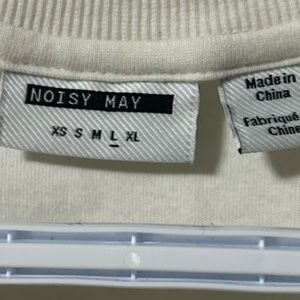 NOISY MAY
XS S M L XL
Made in
China
Fabriqué
Chine